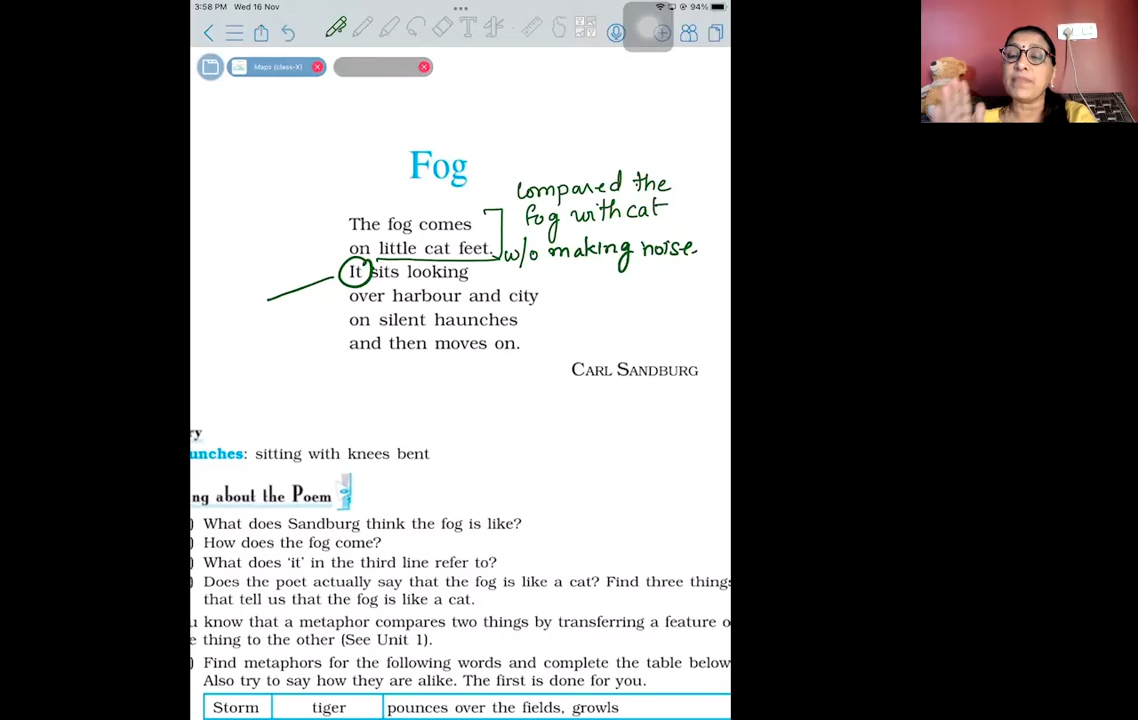 3:58 PM Wed 16 Nov
94%
Maps (class-X)
Fog
compared the
fog with cat
w/o making noise.
The fog comes
on little cat feet.
It sits looking
over harbour and city
on silent haunches
and then moves on.
CARL SANDBURG
ry
unches: sitting with knees bent
ng about the Poem
) What does Sandburg think the fog is like?
) How does the fog come?
) What does ‘it’ in the third line refer to?
) Does the poet actually say that the fog is like a cat? Find three things
that tell us that the fog is like a cat.
u know that a metaphor compares two things by transferring a feature o
e thing to the other (See Unit 1).
) Find metaphors for the following words and complete the table below
Also try to say how they are alike. The first is done for you.
Storm tiger pounces over the fields, growls